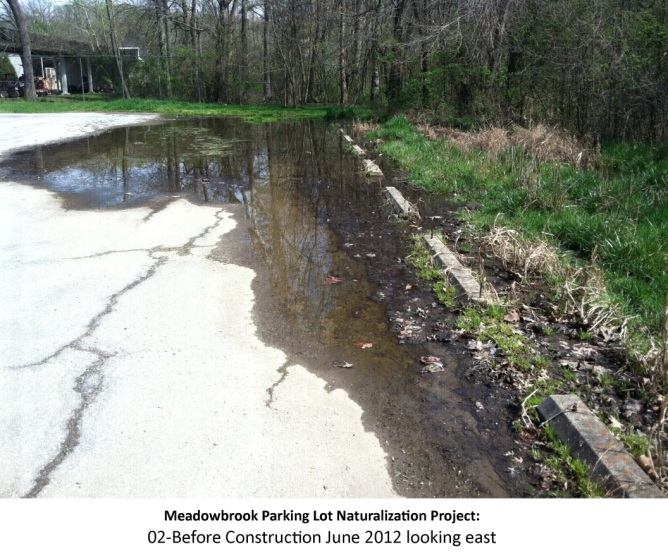 Meadowbrook Parking Lot Naturalization Project:
02-Before Construction June 2012 looking east